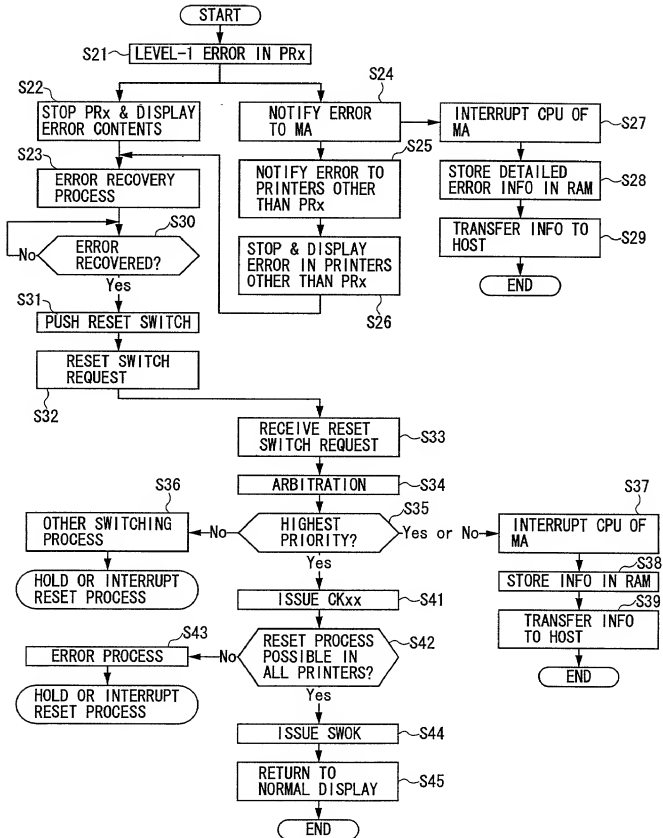 START
S21
LEVEL-1 ERROR IN PRx
S22
STOP PRx & DISPLAY
ERROR CONTENTS
S24
NOTIFY ERROR
TO MA
INTERRUPT CPU OF
MA
S27
S23
ERROR RECOVERY
PROCESS
S25
NOTIFY ERROR TO
PRINTERS OTHER
THAN PRx
STORE DETAILED
ERROR INFO IN RAM
S28
S30
ERROR
RECOVERED?
No
Yes
STOP & DISPLAY
ERROR IN PRINTERS
OTHER THAN PRx
S26
TRANSFER INFO TO
HOST
S29
END
S31
PUSH RESET SWITCH
RESET SWITCH
REQUEST
S32
RECEIVE RESET
SWITCH REQUEST
S33
ARBITRATION
S34
S35
HIGHEST
PRIORITY?
No
Yes or No
Yes
S36
OTHER SWITCHING
PROCESS
HOLD OR INTERRUPT
RESET PROCESS
S37
INTERRUPT CPU OF
MA
S38
STORE INFO IN RAM
S39
TRANSFER INFO
TO HOST
END
ISSUE CKxx
S41
RESET PROCESS
POSSIBLE IN
ALL PRINTERS?
S42
No
Yes
S43
ERROR PROCESS
HOLD OR INTERRUPT
RESET PROCESS
ISSUE SWOK
S44
RETURN TO
NORMAL DISPLAY
S45
END